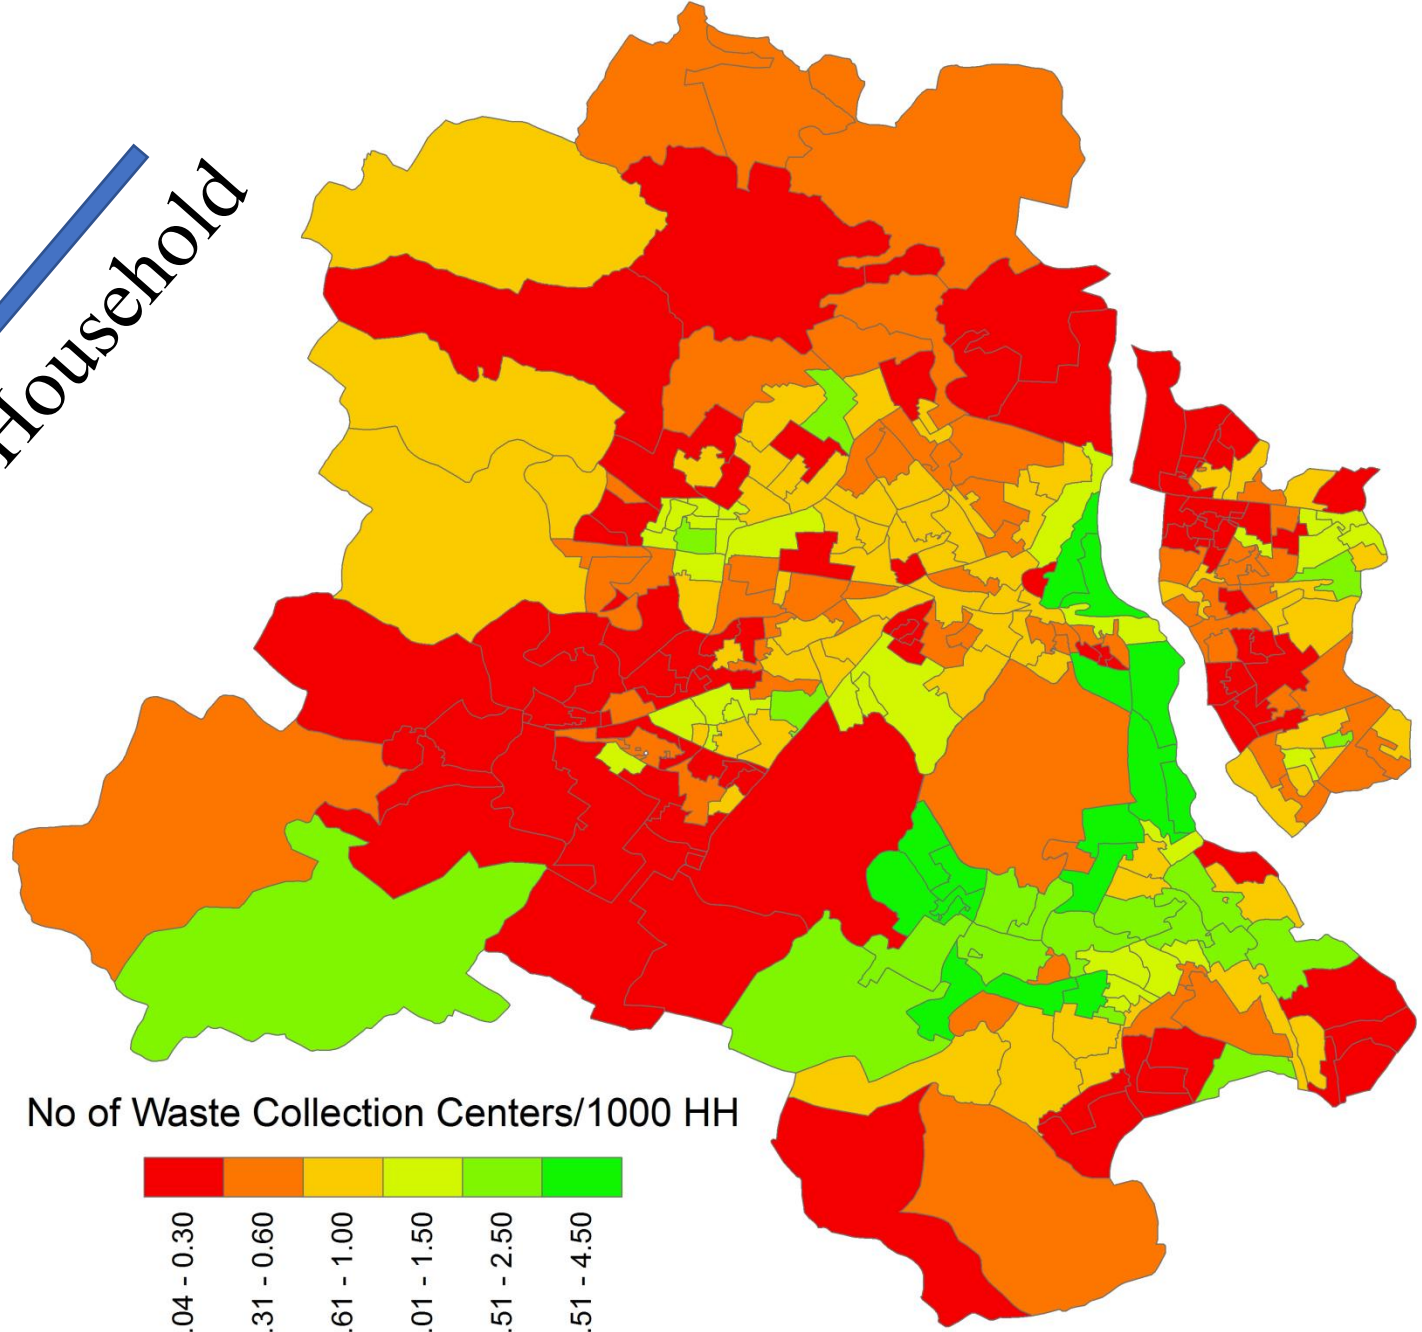 Household
No of Waste Collection Centers/1000 HH
.04 - 0.30
.31 - 0.60
.61 - 1.00
.01 - 1.50
.51 - 2.50
.51 - 4.50